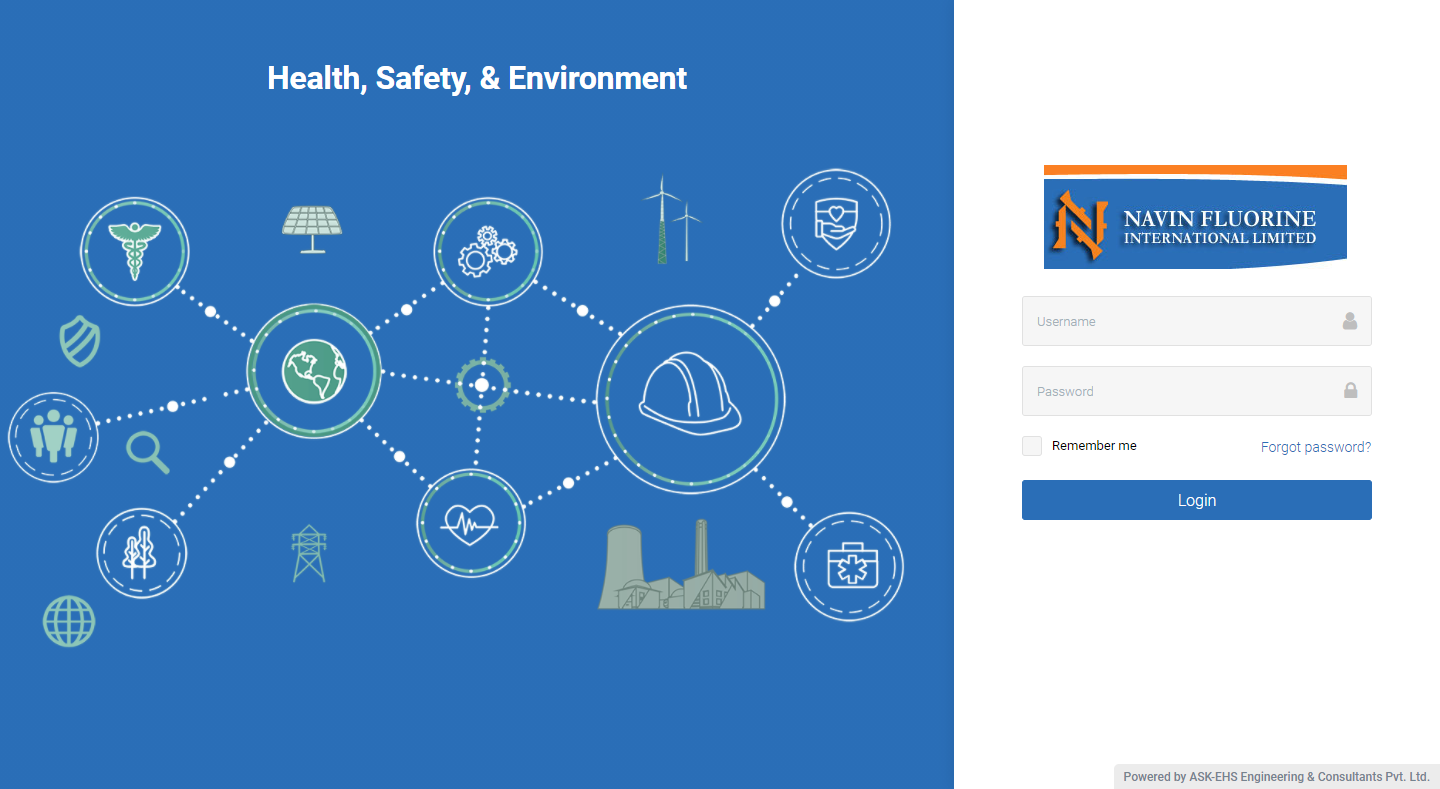 Health, Safety, & Environment
NAVIN FLUORINE
INTERNATIONAL LIMITED
Username
Password
Remember me
Forgot password?
Login
Powered by ASK-EHS Engineering & Consultants Pvt. Ltd.